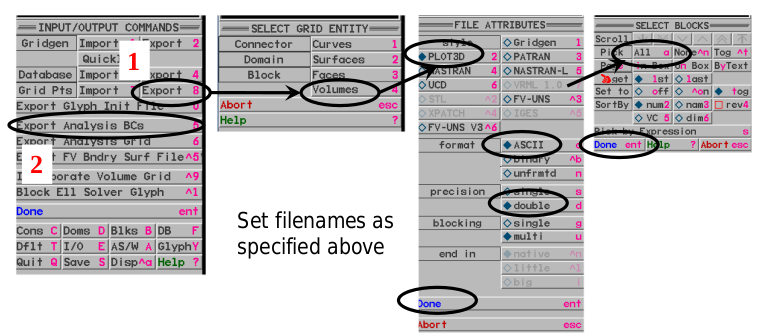 INPUT/OUTPUT COMMANDS
Gridgen Import Export 2
Quick
Database Import Export 4
Grid Pts Import Export 8
Export Glyph Init File
Export Analysis BCs
Export Analysis Grid 6
FV Bndry Surf File ^5
Volume Grid ^9
Block Ell Solver Glyph ^1
Done ent
Cons C Doms D Blks B DB F
Dflt T I/O E AS/W A Glyph Y
Quit Q Save S Disp ^a Help ?
1
2
SELECT GRID ENTITY
Connector Curves 1
Domain Surfaces 2
Block Faces 3
Volumes 4
Abort esc
Help ?
Set filenames as
specified above
FILE ATTRIBUTES
style Gridgen 1
PLOT3D 2 PATRAN 3
NASTRAN 4 NASTRAN-L 5
UCD 6 VRML 1.0
STL ^2 FV-UNS ^3
XPATCH ^4 IGES ^5
FV-UNS V3 ^6
format ASCII
binary ^b
unfrmtd n
precision single s
double d
blocking single g
multi u
end in native ^n
little ^l
big i
Done ent
Abort esc
SELECT BLOCKS
Scroll
Pick All a None ^n Tog ^t
In Box Box ByText
1st last
Set to off ^on tog
SortBy num2 nam3 rev4
VC 5 dim6
Pick by Expression s
Done ent Help ? Abort esc